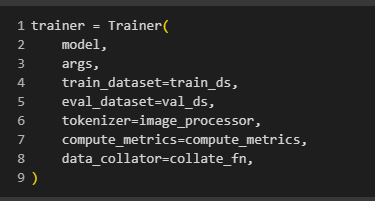 1 trainer = Trainer(
2     model,
3     args,
4     train_dataset=train_ds,
5     eval_dataset=val_ds,
6     tokenizer=image_processor,
7     compute_metrics=compute_metrics,
8     data_collator=collate_fn,
9 )